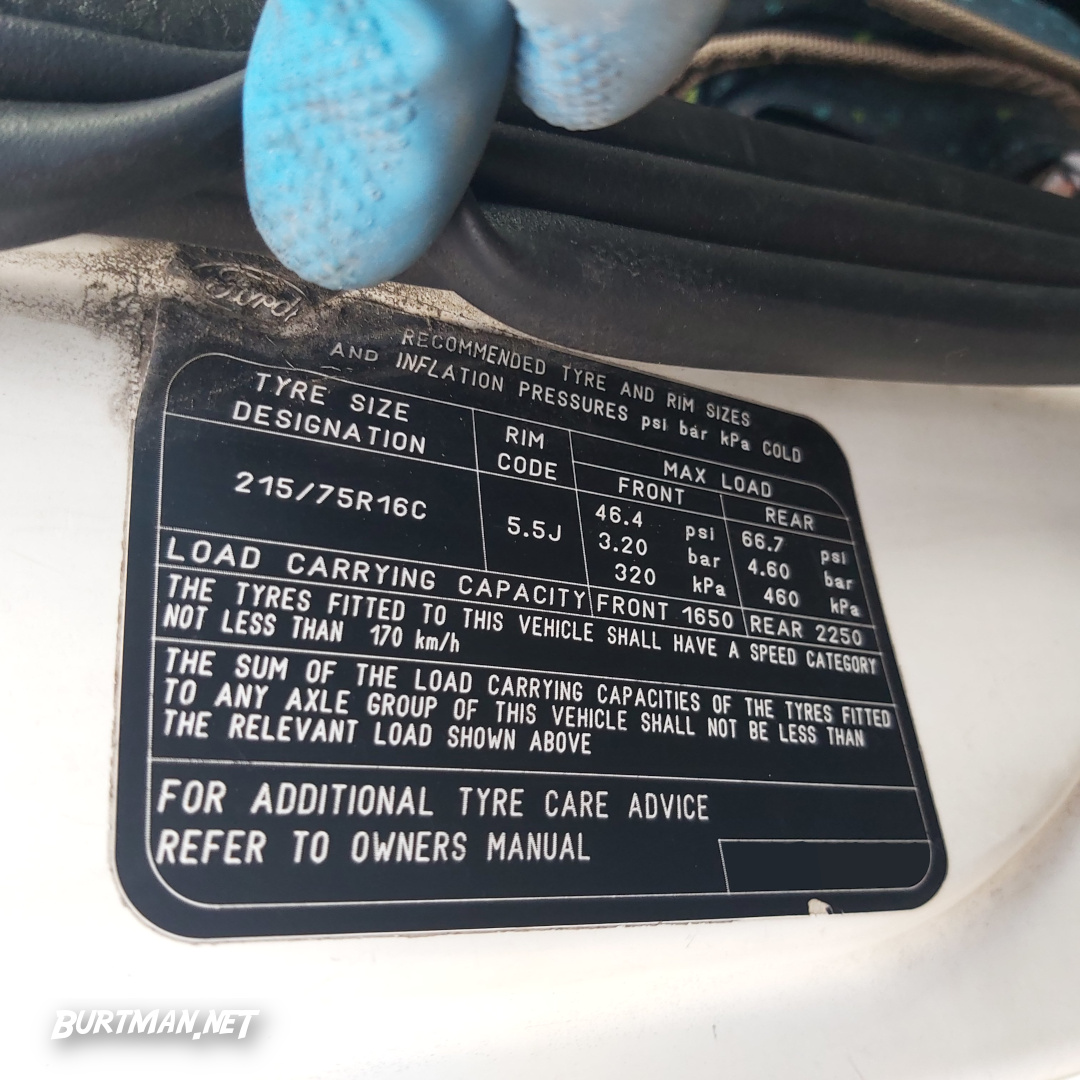 Ford
RECOMMENDED TYRE AND RIM SIZES
AND INFLATION PRESSURES psi bar kPa COLD
TYRE SIZE
DESIGNATION
RIM
CODE
MAX LOAD
FRONT
REAR
215/75R16C
5.5J
46.4 psi
3.20 bar
320 kPa
66.7 psi
4.60 bar
460 kPa
LOAD CARRYING CAPACITY FRONT 1650 REAR 2250
THE TYRES FITTED TO THIS VEHICLE SHALL HAVE A SPEED CATEGORY
NOT LESS THAN 170 km/h
THE SUM OF THE LOAD CARRYING CAPACITIES OF THE TYRES FITTED
TO ANY AXLE GROUP OF THIS VEHICLE SHALL NOT BE LESS THAN
THE RELEVANT LOAD SHOWN ABOVE
FOR ADDITIONAL TYRE CARE ADVICE
REFER TO OWNERS MANUAL
BURTMAN.NET